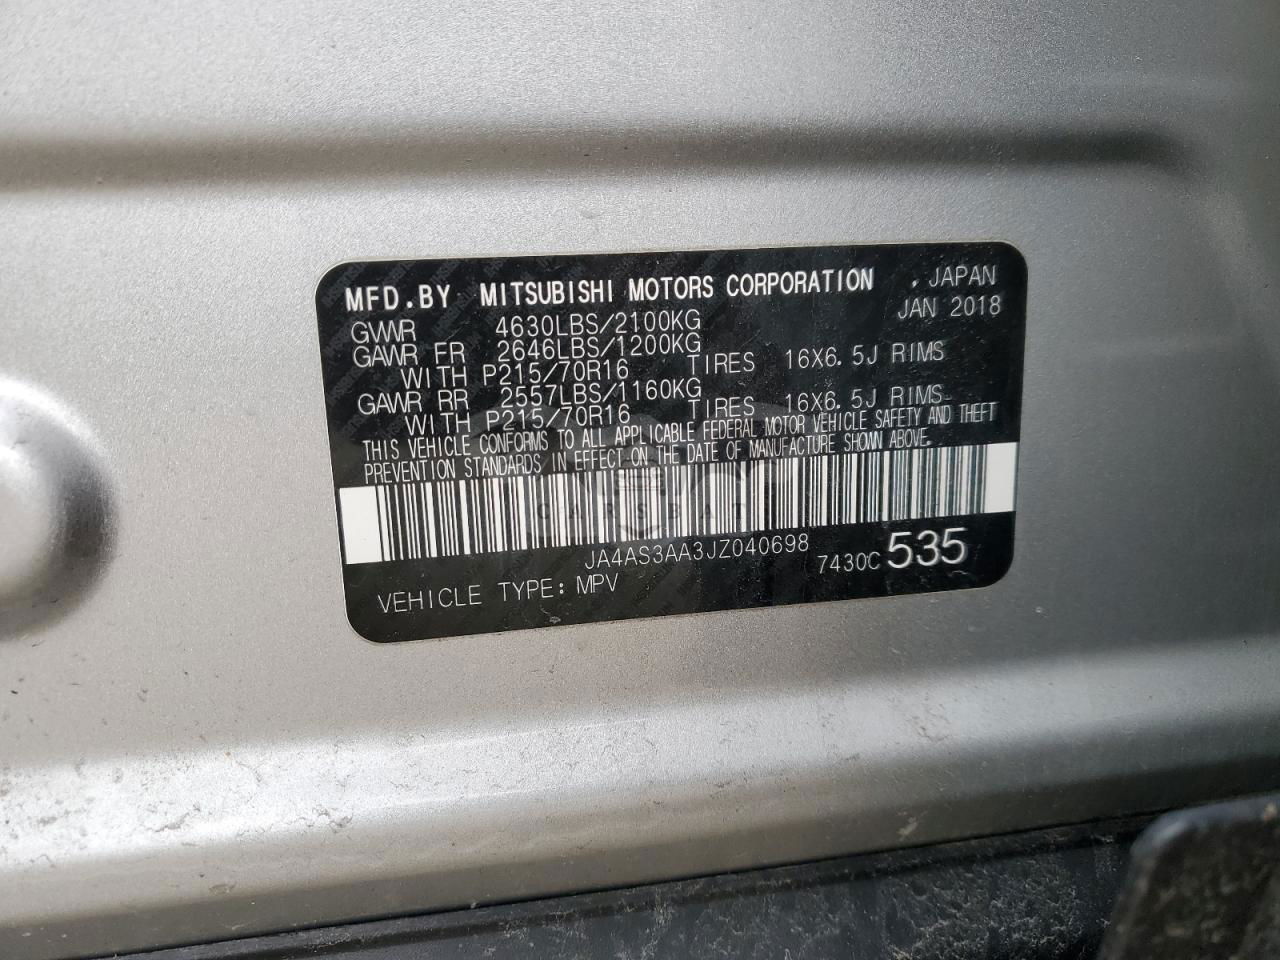 MFD.BY MITSUBISHI MOTORS CORPORATION , JAPAN
JAN 2018
GVWR 4630LBS/2100KG
GAWR FR 2646LBS/1200KG
WITH P215/70R16 TIRES 16X6.5J RIMS
GAWR RR 2557LBS/1160KG
WITH P215/70R16 TIRES 16X6.5J RIMS
THIS VEHICLE CONFORMS TO ALL APPLICABLE FEDERAL MOTOR VEHICLE SAFETY AND THEFT
PREVENTION STANDARDS IN EFFECT ON THE DATE OF MANUFACTURE SHOWN ABOVE.
JA4AS3AA3JZ040698
7430C 535
VEHICLE TYPE: MPV